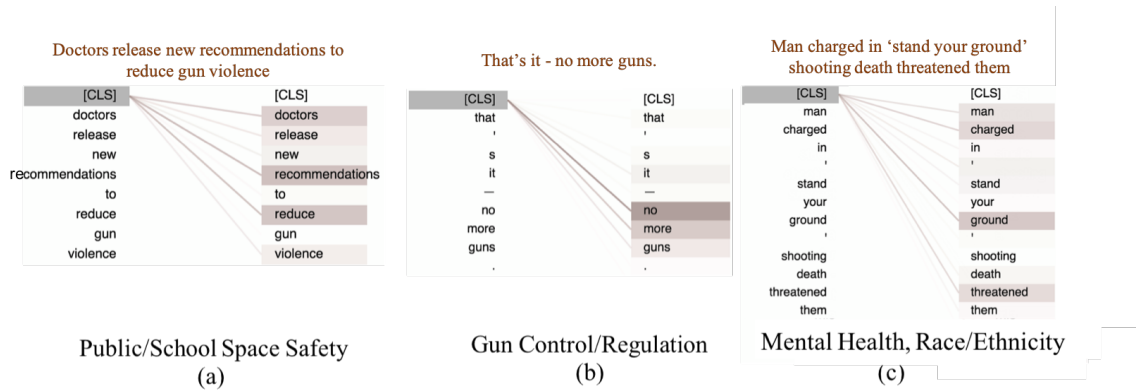 Doctors release new recommendations to
reduce gun violence
[CLS] [CLS]
doctors doctors
release release
new new
recommendations recommendations
to to
reduce reduce
gun gun
violence violence
Public/School Space Safety
(a)
That's it - no more guns.
[CLS] [CLS]
that that
' '
s s
it it
— —
no no
more more
guns guns
. .
Gun Control/Regulation
(b)
Man charged in ‘stand your ground’
shooting death threatened them
[CLS] [CLS]
man man
charged charged
in in
' '
stand stand
your your
ground ground
' '
shooting shooting
death death
threatened threatened
them them
Mental Health, Race/Ethnicity
(c)